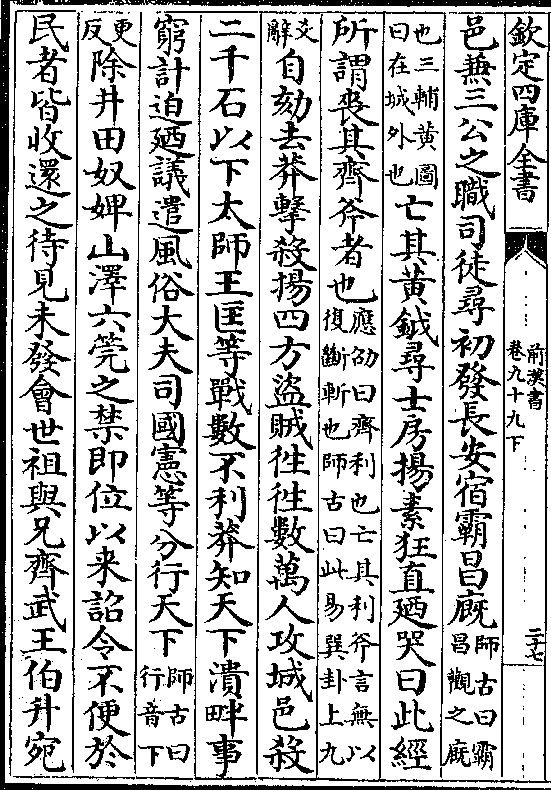 欽定四庫全書
前漢書
卷九十九下
二十七
邑兼三公之職司徒尋初發長安宿霸昌廐師古曰霸昌觀之廐
也三輔黄圖曰在城外也亡其黄鉞尋士房揚素狂直廼哭曰此經
所謂喪其齊斧者也應劭曰齊利也亡其利斧言無以復斷斬也師古曰此易巽卦上九
爻辭自劾去莽擊殺揚四方盜賊徃徃數萬人攻城邑殺
二千石以下太師王匡等戰數不利莽知天下潰畔事
窮計迫廼議遣風俗大夫司國憲等分行天下師古曰行音下
更反除井田奴婢山澤六筦之禁即位以来詔令不便於
民者皆收還之待見未發會世祖與兄齊武王伯升宛